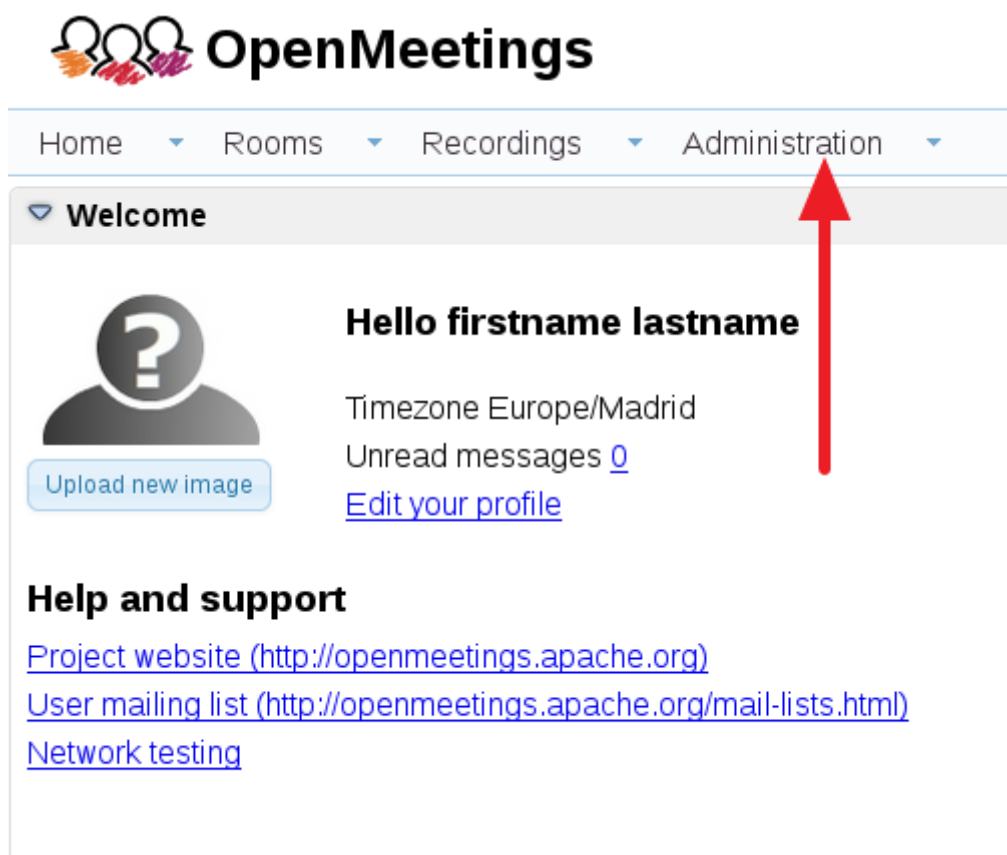 OpenMeetings
Home Rooms Recordings Administration
Welcome
?
Hello firstname lastname
Timezone Europe/Madrid
Unread messages 0
Edit your profile
Upload new image
Help and support
Project website (http://openmeetings.apache.org)
User mailing list (http://openmeetings.apache.org/mail-lists.html)
Network testing